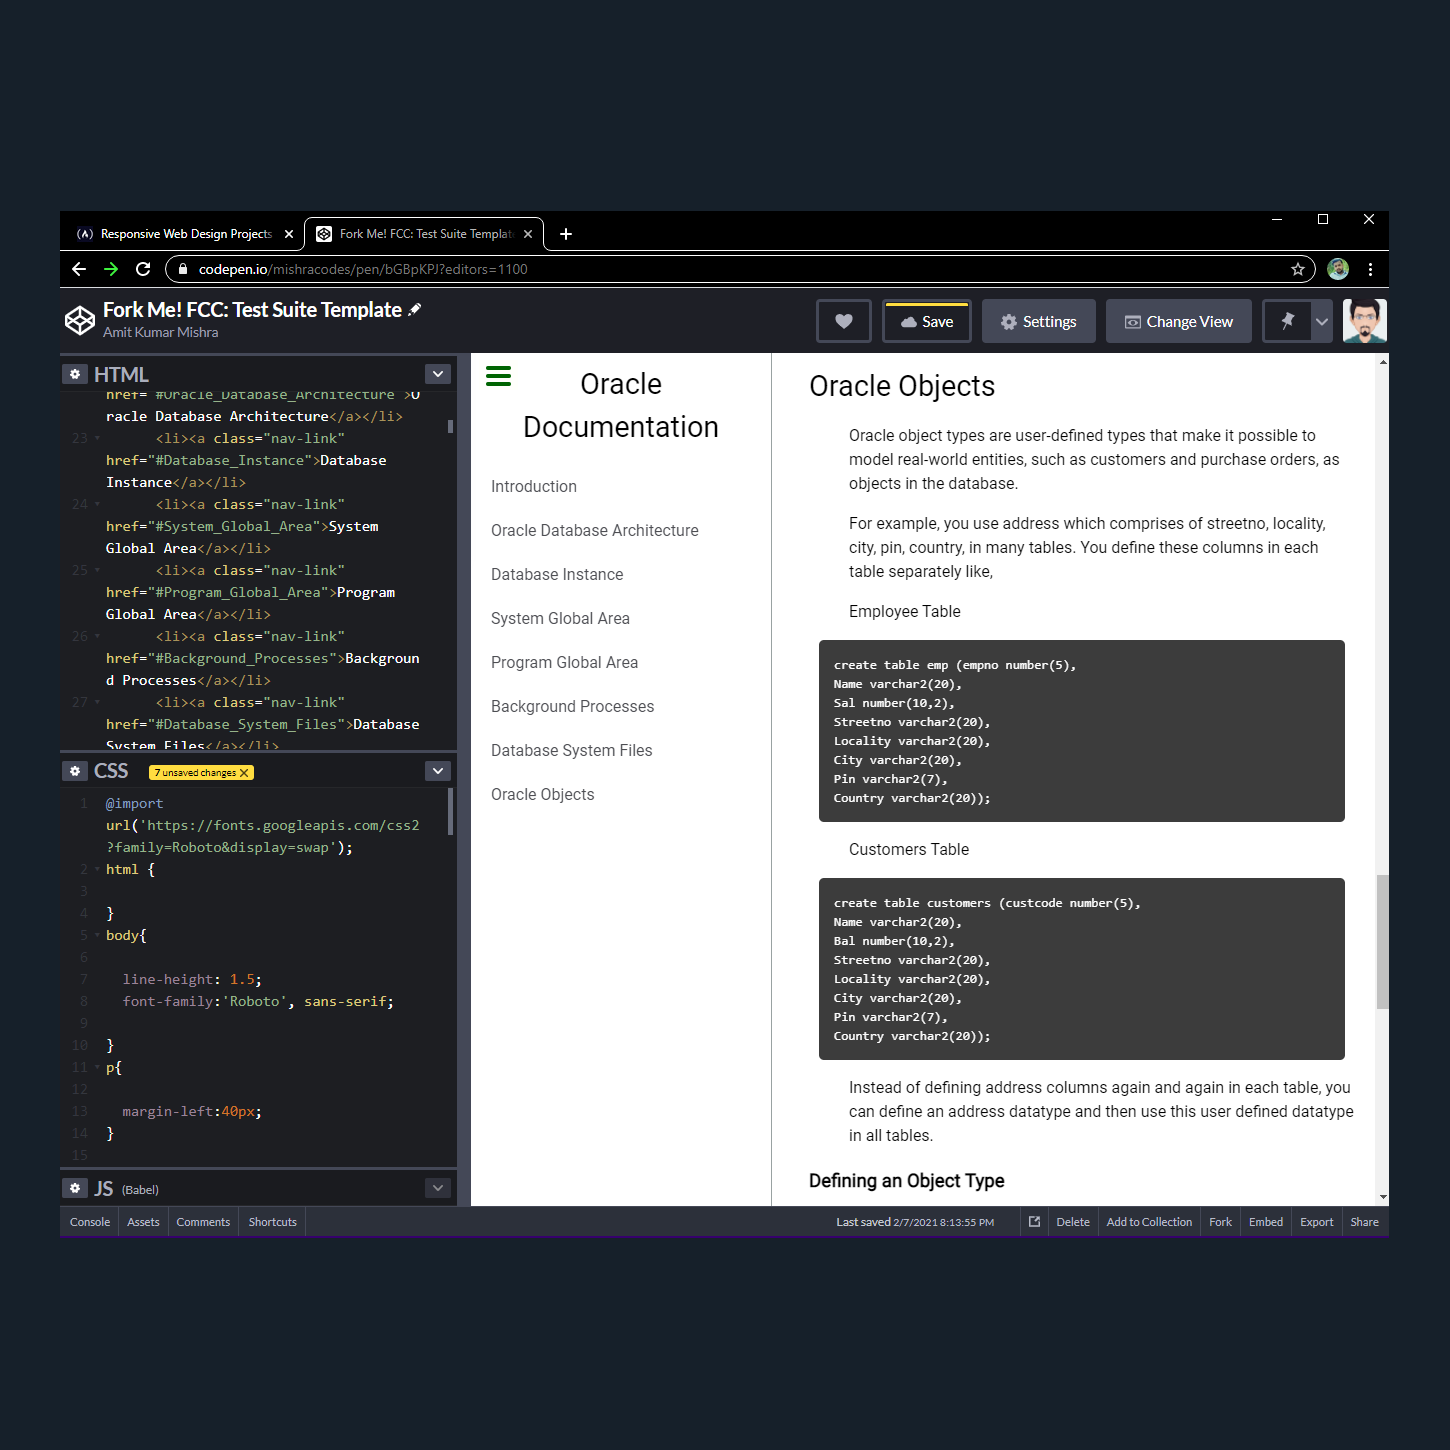 Responsive Web Design Projects
Fork Me! FCC: Test Suite Templat
codepen.io/mishracodes/pen/bGBpKPJ?editors=1100
Fork Me! FCC: Test Suite Template
Amit Kumar Mishra
Save
Settings
Change View
HTML
href="#Oracle_Database_Architecture">O
racle Database Architecture</a></li>
23 <li><a class="nav-link"
href="#Database_Instance">Database
Instance</a></li>
24 <li><a class="nav-link"
href="#System_Global_Area">System
Global Area</a></li>
25 <li><a class="nav-link"
href="#Program_Global_Area">Program
Global Area</a></li>
26 <li><a class="nav-link"
href="#Background_Processes">Backgroun
d Processes</a></li>
27 <li><a class="nav-link"
href="#Database_System_Files">Database
System Files</a></li>
CSS
7 unsaved changes X
1 @import
url('https://fonts.googleapis.com/css2
?family=Roboto&display=swap');
2 html {
3
4 }
5 body{
6
7 line-height: 1.5;
8 font-family:'Roboto', sans-serif;
9
10 }
11 p{
12
13 margin-left:40px;
14 }
15
JS (Babel)
Oracle
Documentation
Introduction
Oracle Database Architecture
Database Instance
System Global Area
Program Global Area
Background Processes
Database System Files
Oracle Objects
Oracle Objects
Oracle object types are user-defined types that make it possible to
model real-world entities, such as customers and purchase orders, as
objects in the database.
For example, you use address which comprises of streetno, locality,
city, pin, country, in many tables. You define these columns in each
table separately like,
Employee Table
create table emp (empno number(5),
Name varchar2(20),
Sal number(10,2),
Streetno varchar2(20),
Locality varchar2(20),
City varchar2(20),
Pin varchar2(7),
Country varchar2(20));
Customers Table
create table customers (custcode number(5),
Name varchar2(20),
Bal number(10,2),
Streetno varchar2(20),
Locality varchar2(20),
City varchar2(20),
Pin varchar2(7),
Country varchar2(20));
Instead of defining address columns again and again in each table, you
can define an address datatype and then use this user defined datatype
in all tables.
Defining an Object Type
Console Assets Comments Shortcuts
Last saved 2/7/2021 8:13:55 PM
Delete Add to Collection Fork Embed Export Share